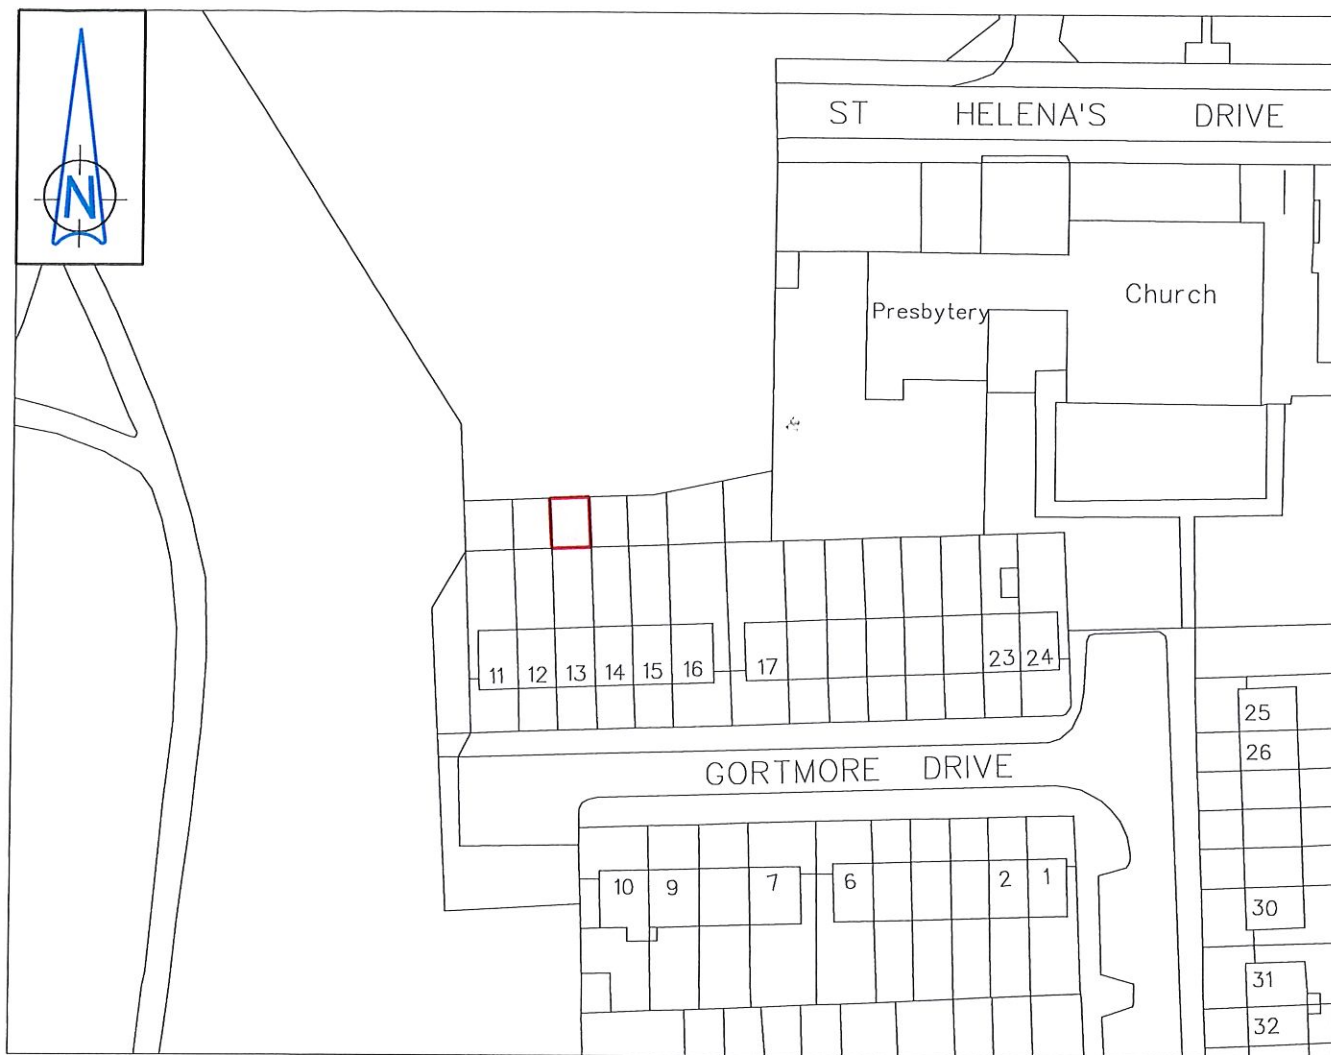 N
ST HELENA'S DRIVE
Church
Presbytery
11 12 13 14 15 16 17 23 24
25
26
GORTMORE DRIVE
10 9 7 6 2 1
30
31
32